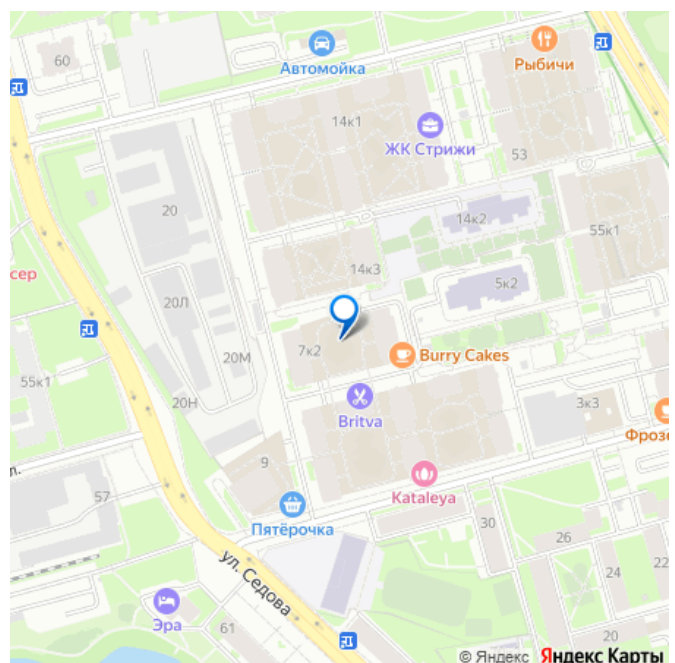 60
Автомойка
Рыбичи
14к1
ЖК Стрижи
53
20
14к2
55к1
14к3
сер
5к2
20Л
7к2
Burry Cakes
20М
55к1
20Н
Britva
3к3
Фрозе
9
Kataleya
57
Пятёрочка
30
26
24
22
ул. Седова
Эра
61
20
© Яндекс Яндекс Карты